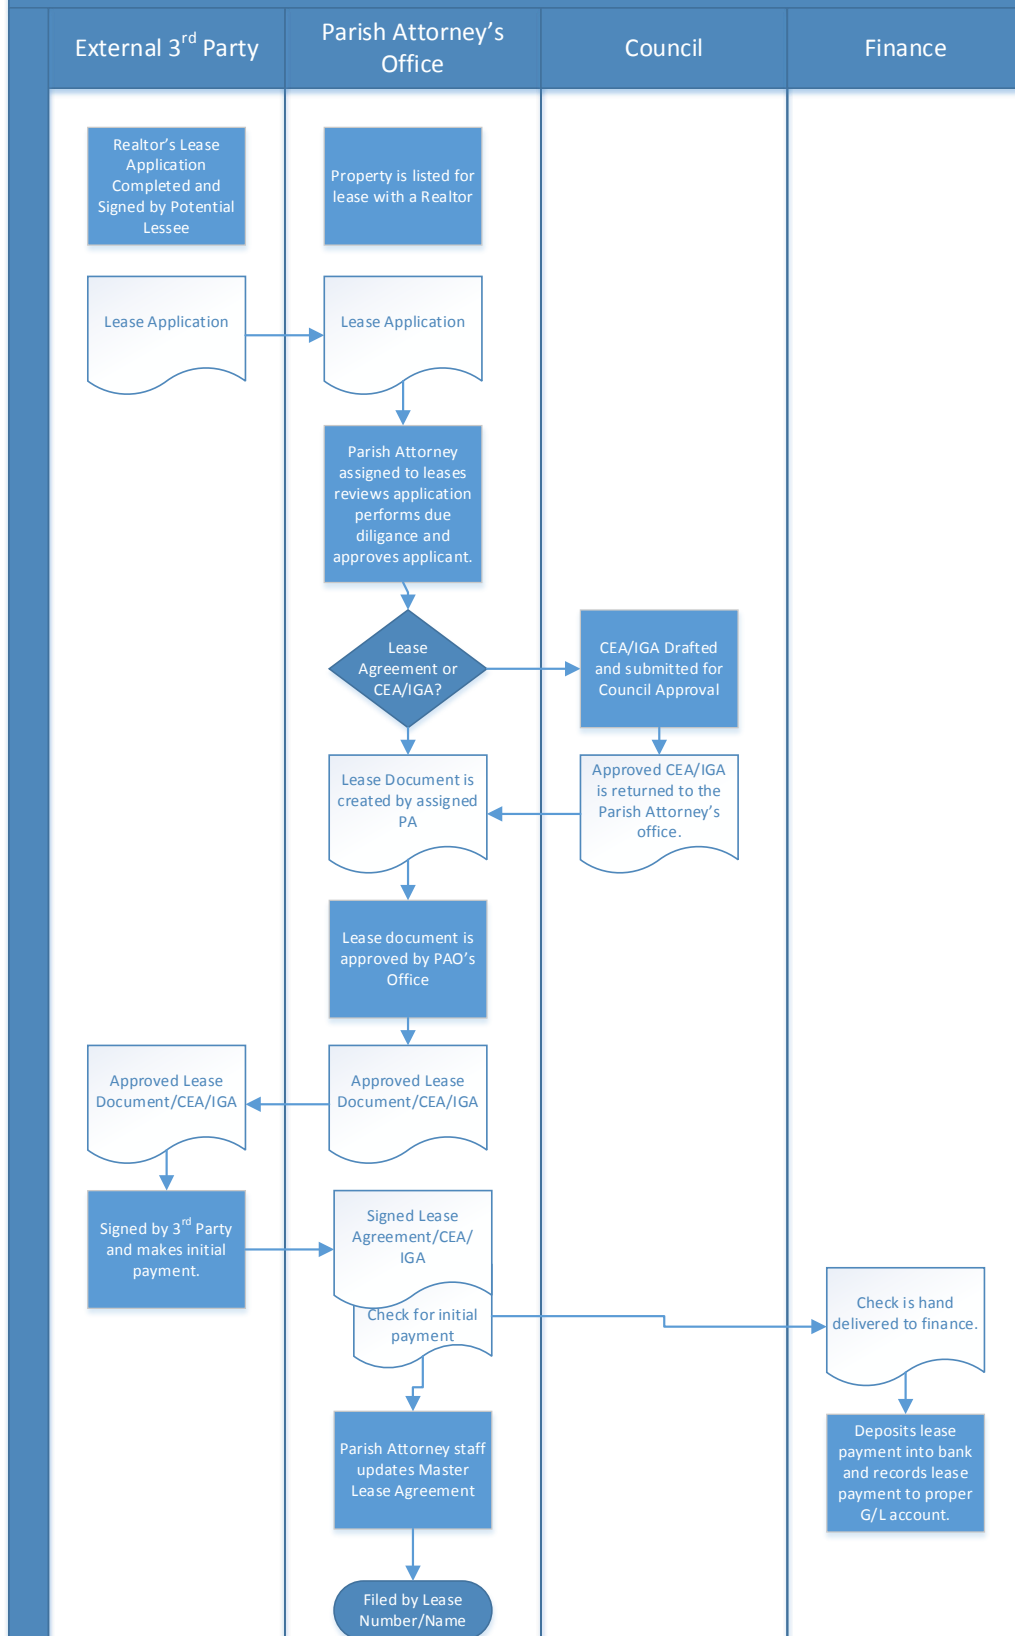 External 3rd Party
Parish Attorney's
Office
Council
Finance
Realtor's Lease
Application
Completed and
Signed by Potential
Lessee
Property is listed for
lease with a Realtor
Lease Application
Lease Application
Parish Attorney
assigned to leases
reviews application
performs due
diligance and
approves applicant.
Lease
Agreement or
CEA/IGA?
CEA/IGA Drafted
and submitted for
Council Approval
Lease Document is
created by assigned
PA
Approved CEA/IGA
is returned to the
Parish Attorney's
office.
Lease document is
approved by PAO's
Office
Approved Lease
Document/CEA/IGA
Approved Lease
Document/CEA/IGA
Signed by 3rd Party
and makes initial
payment.
Signed Lease
Agreement/CEA/
IGA
Check for initial
payment
Check is hand
delivered to finance.
Parish Attorney staff
updates Master
Lease Agreement
Deposits lease
payment into bank
and records lease
payment to proper
G/L account.
Filed by Lease
Number/Name